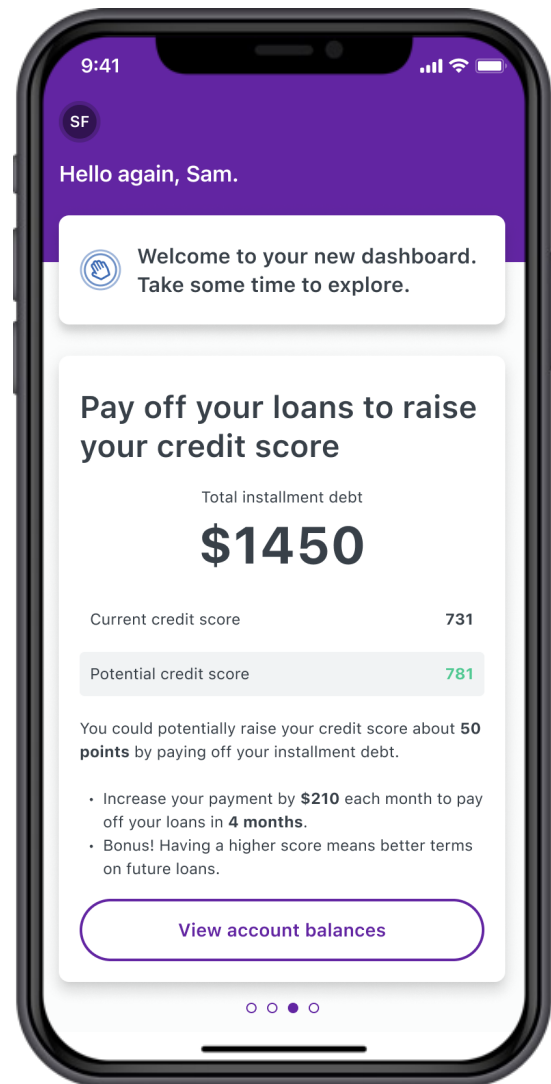 9:41
SF
Hello again, Sam.
Welcome to your new dashboard.
Take some time to explore.
Pay off your loans to raise
your credit score
Total installment debt
$1450
Current credit score 731
Potential credit score 781
You could potentially raise your credit score about 50
points by paying off your installment debt.
• Increase your payment by $210 each month to pay
off your loans in 4 months.
• Bonus! Having a higher score means better terms
on future loans.
View account balances